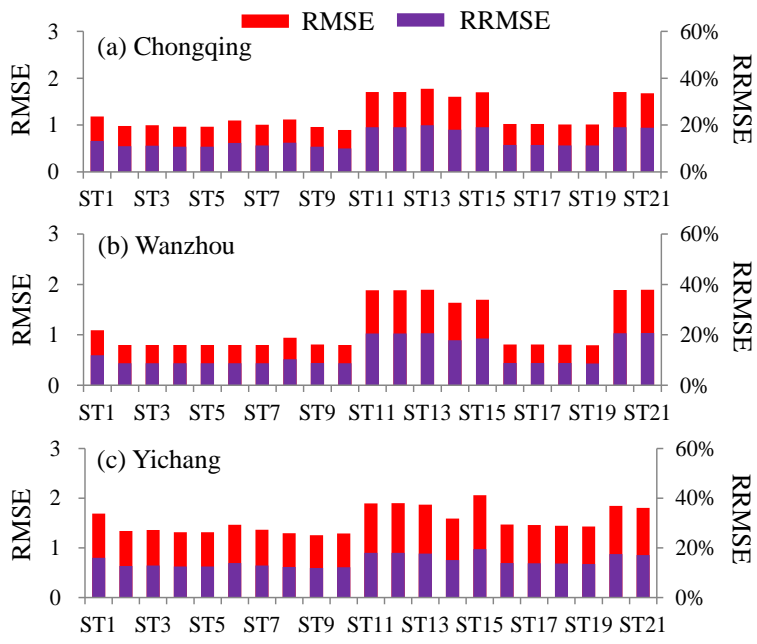 RMSE RRMSE
(a) Chongqing
3 60%
2 40%
1 20%
0 0%
RMSE
RRMSE
ST1 ST3 ST5 ST7 ST9 ST11 ST13 ST15 ST17 ST19 ST21
(b) Wanzhou
3 60%
2 40%
1 20%
0 0%
RMSE
RRMSE
ST1 ST3 ST5 ST7 ST9 ST11 ST13 ST15 ST17 ST19 ST21
(c) Yichang
3 60%
2 40%
1 20%
0 0%
RMSE
RRMSE
ST1 ST3 ST5 ST7 ST9 ST11 ST13 ST15 ST17 ST19 ST21